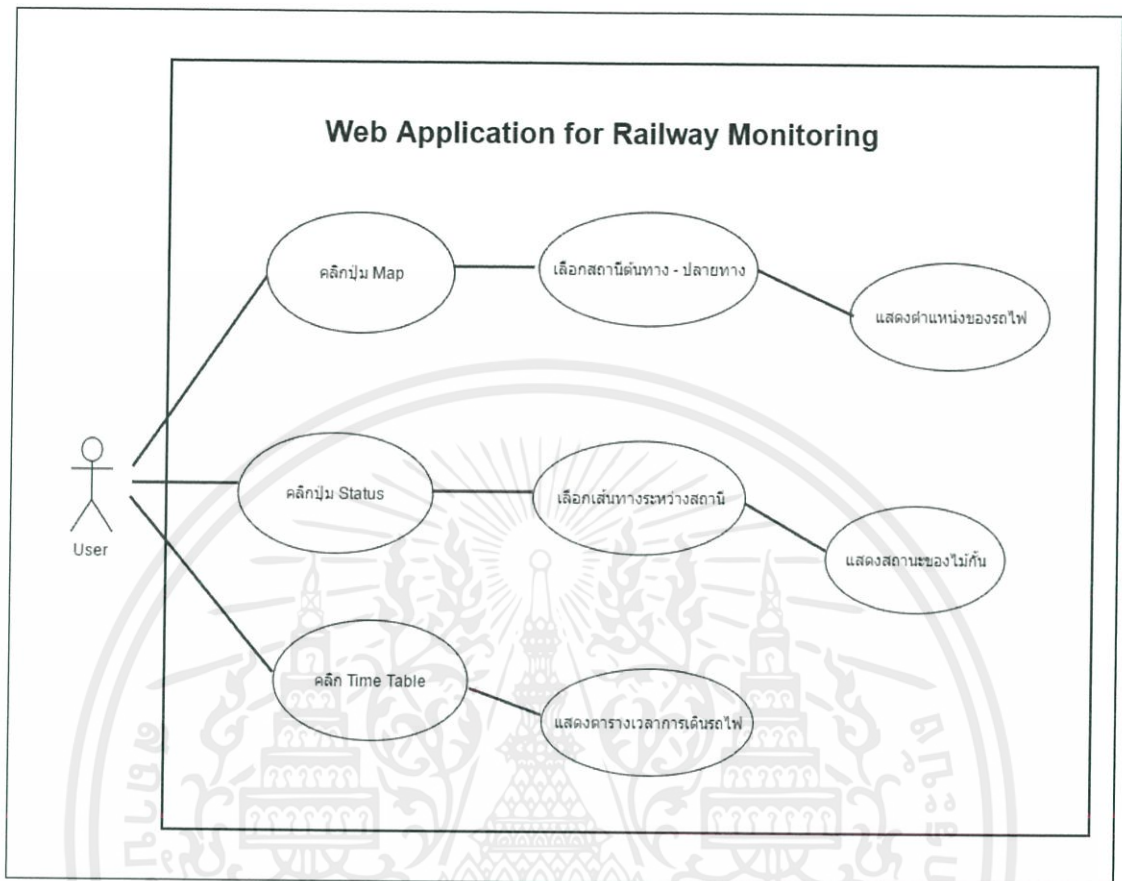 Web Application for Railway Monitoring
คลิกปุ่ม Map
เลือกสถานีต้นทาง - ปลายทาง
แสดงตำแหน่งของรถไฟ
User
คลิกปุ่ม Status
เลือกเส้นทางระหว่างสถานี
แสดงสถานะของไม้กั้น
คลิก Time Table
แสดงตารางเวลาการเดินรถไฟ